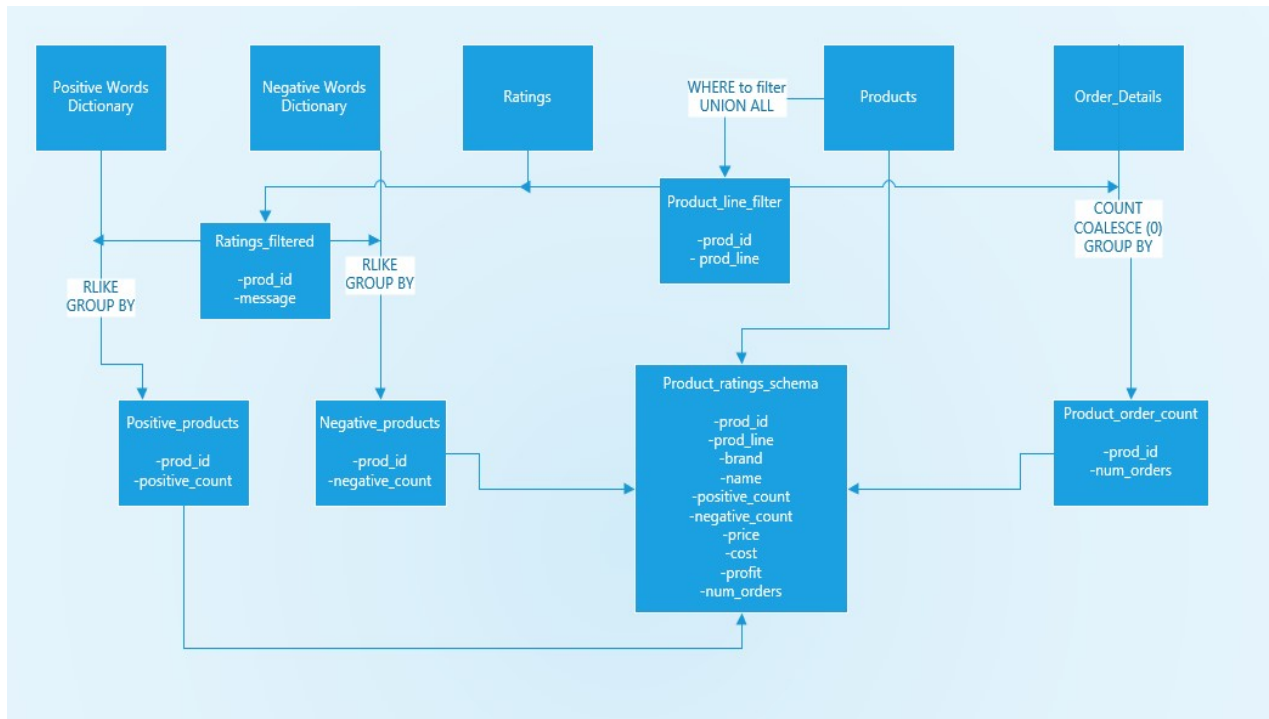 Positive Words
Dictionary
Negative Words
Dictionary
Ratings
WHERE to filter
UNION ALL
Products
Order_Details
Product_line_filter
-prod_id
- prod_line
COUNT
COALESCE (0)
GROUP BY
Ratings_filtered
-prod_id
-message
RLIKE
GROUP BY
RLIKE
GROUP BY
Positive_products
-prod_id
-positive_count
Negative_products
-prod_id
-negative_count
Product_ratings_schema
-prod_id
-prod_line
-brand
-name
-positive_count
-negative_count
-price
-cost
-profit
-num_orders
Product_order_count
-prod_id
-num_orders